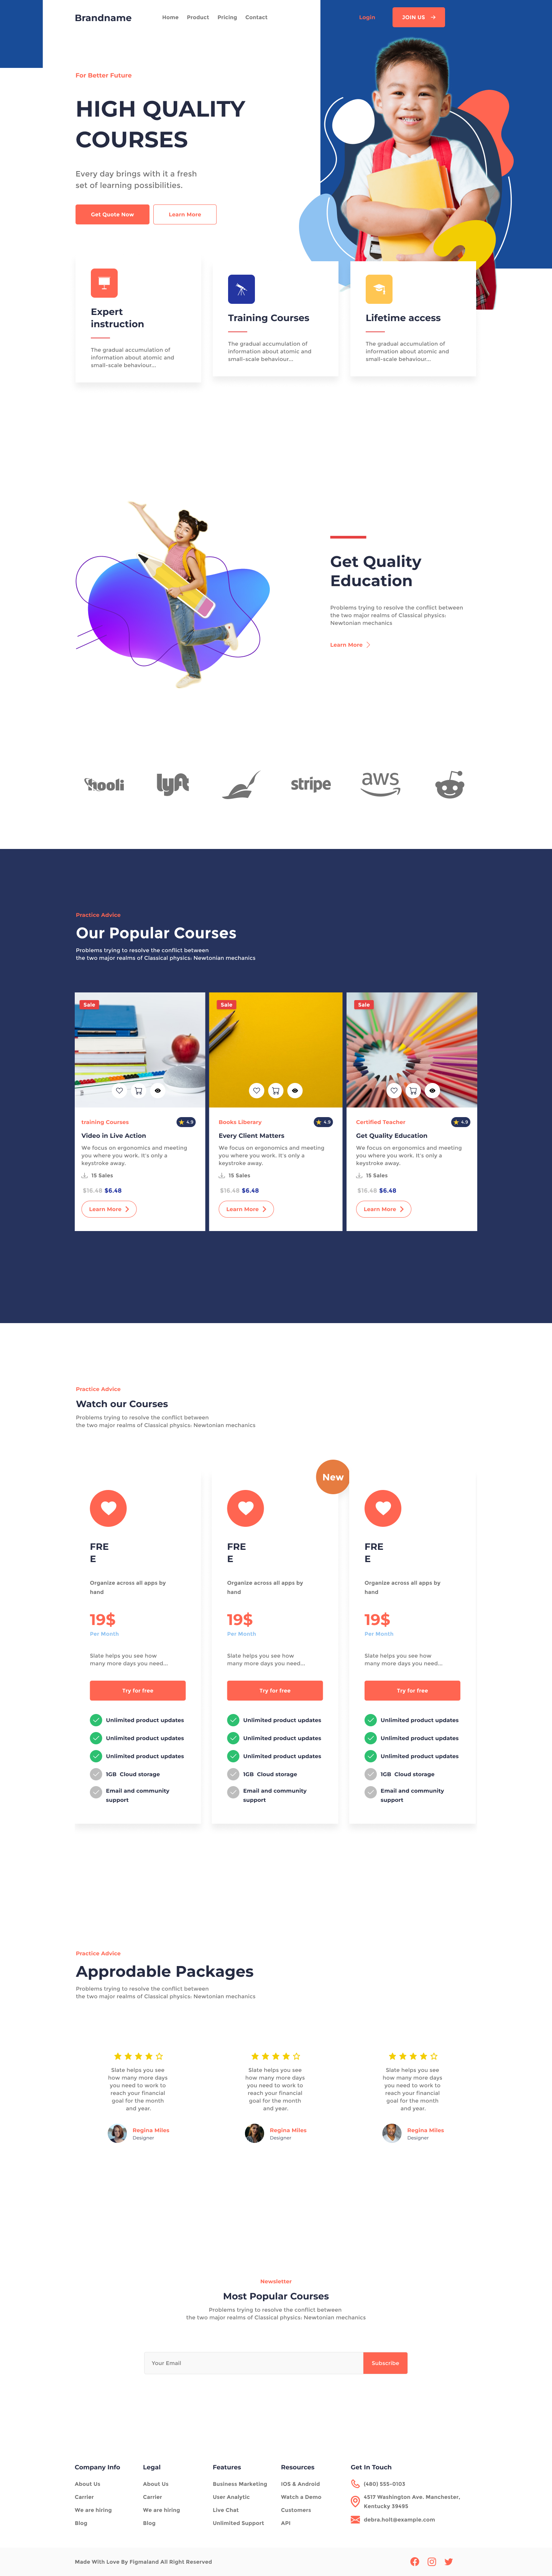 Brandname
Home Product Pricing Contact
Login
JOIN US
For Better Future
HIGH QUALITY
COURSES
Every day brings with it a fresh
set of learning possibilities.
Get Quote Now
Learn More
Expert
instruction
The gradual accumulation of
information about atomic and
small-scale behaviour...
Training Courses
The gradual accumulation of
information about atomic and
small-scale behaviour...
Lifetime access
The gradual accumulation of
information about atomic and
small-scale behaviour...
Get Quality
Education
Problems trying to resolve the conflict between
the two major realms of Classical physics:
Newtonian mechanics
Learn More
hooli
lyft
stripe
aws
Practice Advice
Our Popular Courses
Problems trying to resolve the conflict between
the two major realms of Classical physics: Newtonian mechanics
Sale
training Courses
4.9
Video in Live Action
We focus on ergonomics and meeting
you where you work. It's only a
keystroke away.
15 Sales
$16.48 $6.48
Learn More
Sale
Books Liberary
4.9
Every Client Matters
We focus on ergonomics and meeting
you where you work. It's only a
keystroke away.
15 Sales
$16.48 $6.48
Learn More
Sale
Certified Teacher
4.9
Get Quality Education
We focus on ergonomics and meeting
you where you work. It's only a
keystroke away.
15 Sales
$16.48 $6.48
Learn More
Practice Advice
Watch our Courses
Problems trying to resolve the conflict between
the two major realms of Classical physics: Newtonian mechanics
FRE
E
Organize across all apps by
hand
19$
Per Month
Slate helps you see how
many more days you need...
Try for free
Unlimited product updates
Unlimited product updates
Unlimited product updates
1GB Cloud storage
Email and community
support
New
FRE
E
Organize across all apps by
hand
19$
Per Month
Slate helps you see how
many more days you need...
Try for free
Unlimited product updates
Unlimited product updates
Unlimited product updates
1GB Cloud storage
Email and community
support
FRE
E
Organize across all apps by
hand
19$
Per Month
Slate helps you see how
many more days you need...
Try for free
Unlimited product updates
Unlimited product updates
Unlimited product updates
1GB Cloud storage
Email and community
support
Practice Advice
Approdable Packages
Problems trying to resolve the conflict between
the two major realms of Classical physics: Newtonian mechanics
Slate helps you see
how many more days
you need to work to
reach your financial
goal for the month
and year.
Regina Miles
Designer
Slate helps you see
how many more days
you need to work to
reach your financial
goal for the month
and year.
Regina Miles
Designer
Slate helps you see
how many more days
you need to work to
reach your financial
goal for the month
and year.
Regina Miles
Designer
Newsletter
Most Popular Courses
Problems trying to resolve the conflict between
the two major realms of Classical physics: Newtonian mechanics
Your Email
Subscribe
Company Info
About Us
Carrier
We are hiring
Blog
Legal
About Us
Carrier
We are hiring
Blog
Features
Business Marketing
User Analytic
Live Chat
Unlimited Support
Resources
IOS & Android
Watch a Demo
Customers
API
Get In Touch
(480) 555-0103
4517 Washington Ave. Manchester,
Kentucky 39495
debra.holt@example.com
Made With Love By Figmaland All Right Reserved